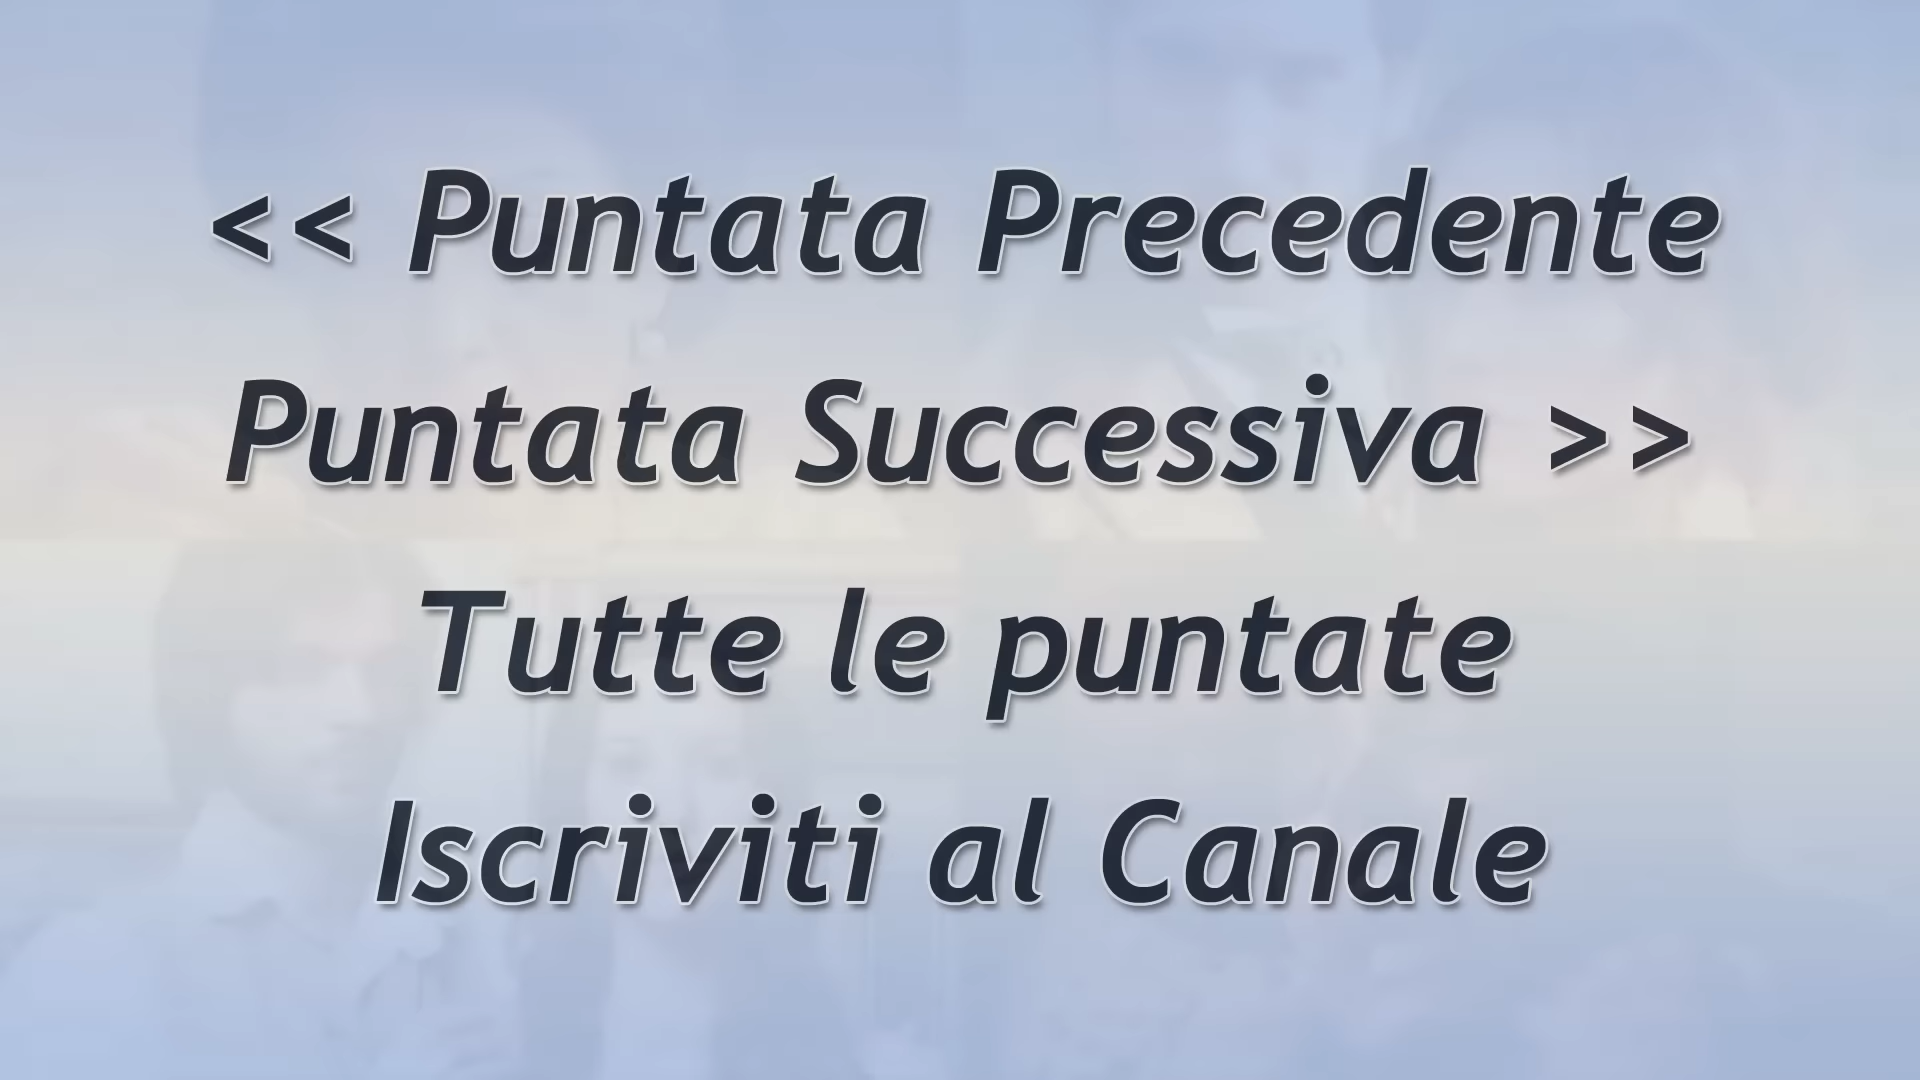 << Puntata Precedente
Puntata Successiva >>
Tutte le puntate
Iscriviti al Canale